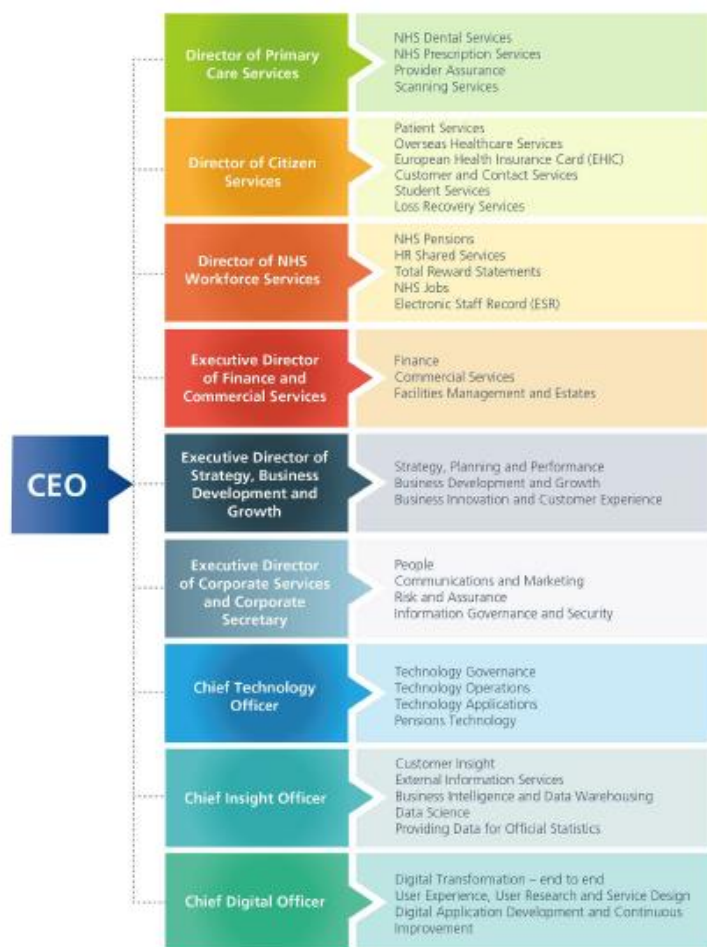 Director of Primary
Care Services
NHS Dental Services
NHS Prescription Services
Provider Assurance
Scanning Services
Director of Citizen
Services
Patient Services
Overseas Healthcare Services
European Health Insurance Card (EHIC)
Customer and Contact Services
Student Services
Loss Recovery Services
Director of NHS
Workforce Services
NHS Pensions
HR Shared Services
Total Reward Statements
NHS Jobs
Electronic Staff Record (ESR)
Executive Director
of Finance and
Commercial Services
Finance
Commercial Services
Facilities Management and Estates
CEO
Executive Director of
Strategy, Business
Development and
Growth
Strategy, Planning and Performance
Business Development and Growth
Business Innovation and Customer Experience
Executive Director
of Corporate Services
and Corporate
Secretary
People
Communications and Marketing
Risk and Assurance
Information Governance and Security
Chief Technology
Officer
Technology Governance
Technology Operations
Technology Applications
Pensions Technology
Chief Insight Officer
Customer Insight
External Information Services
Business Intelligence and Data Warehousing
Data Science
Providing Data for Official Statistics
Chief Digital Officer
Digital Transformation – end to end
User Experience, User Research and Service Design
Digital Application Development and Continuous
Improvement